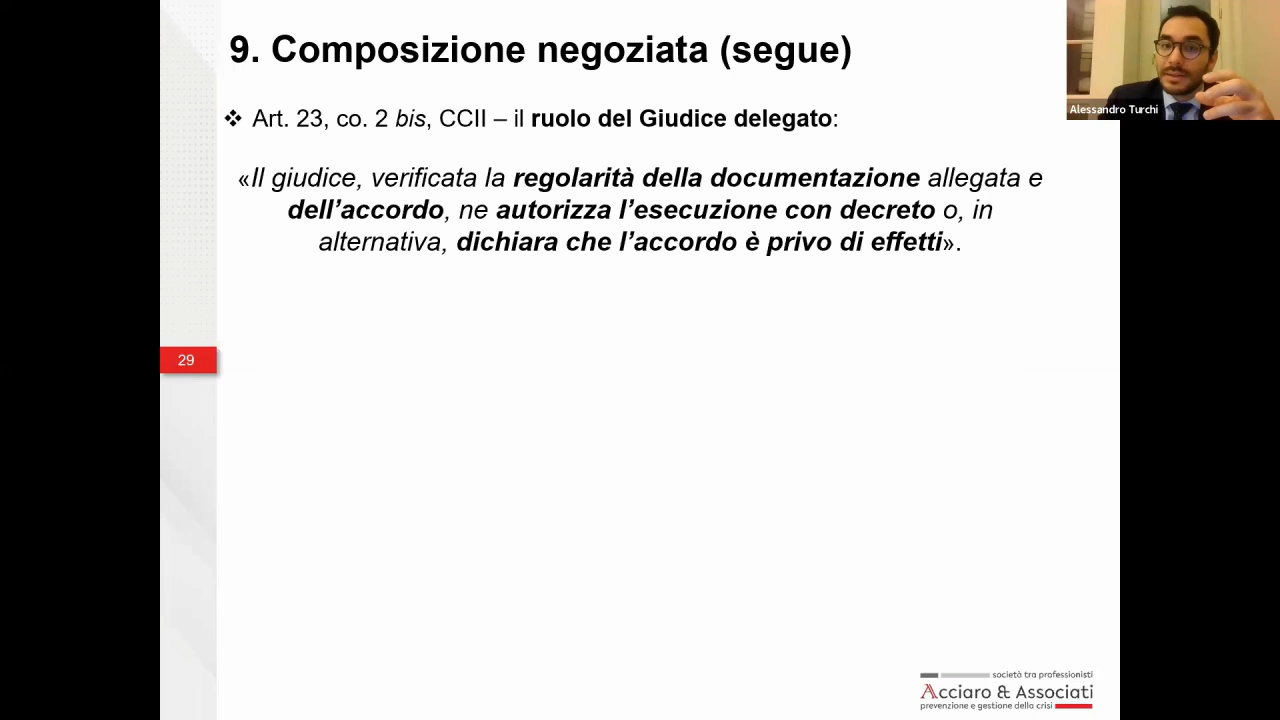 9. Composizione negoziata (segue)
Alessandro Turchi
❖ Art. 23, co. 2 bis, CCII – il ruolo del Giudice delegato:
«Il giudice, verificata la regolarità della documentazione allegata e
dell’accordo, ne autorizza l’esecuzione con decreto o, in
alternativa, dichiara che l’accordo è privo di effetti».
29
società tra professionisti
Acciaro & Associati
prevenzione e gestione della crisi